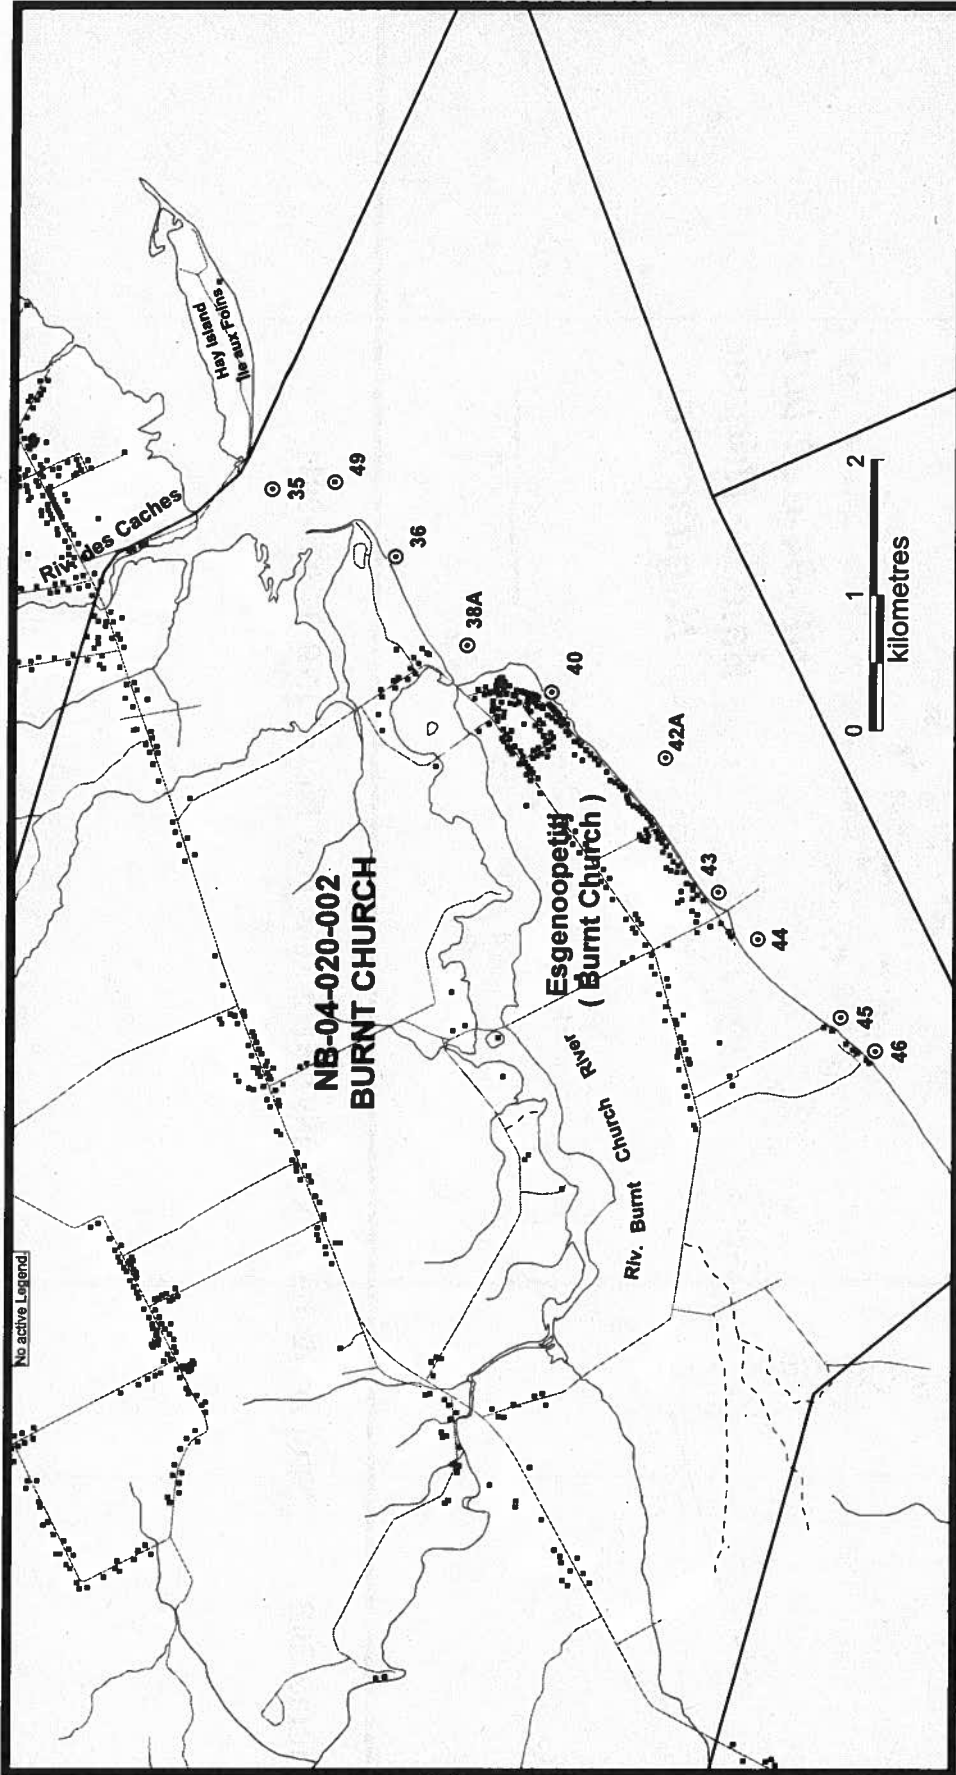 No active Legend.
Riv. des Caches
Hay Island
Île aux Foins
35
49
36
38A
40
42A
43
44
45
46
NB-04-020-002
BURNT CHURCH
Esgenoopetitj
( Burnt Church )
Riv. Burnt Church River
0 1 2
kilometres